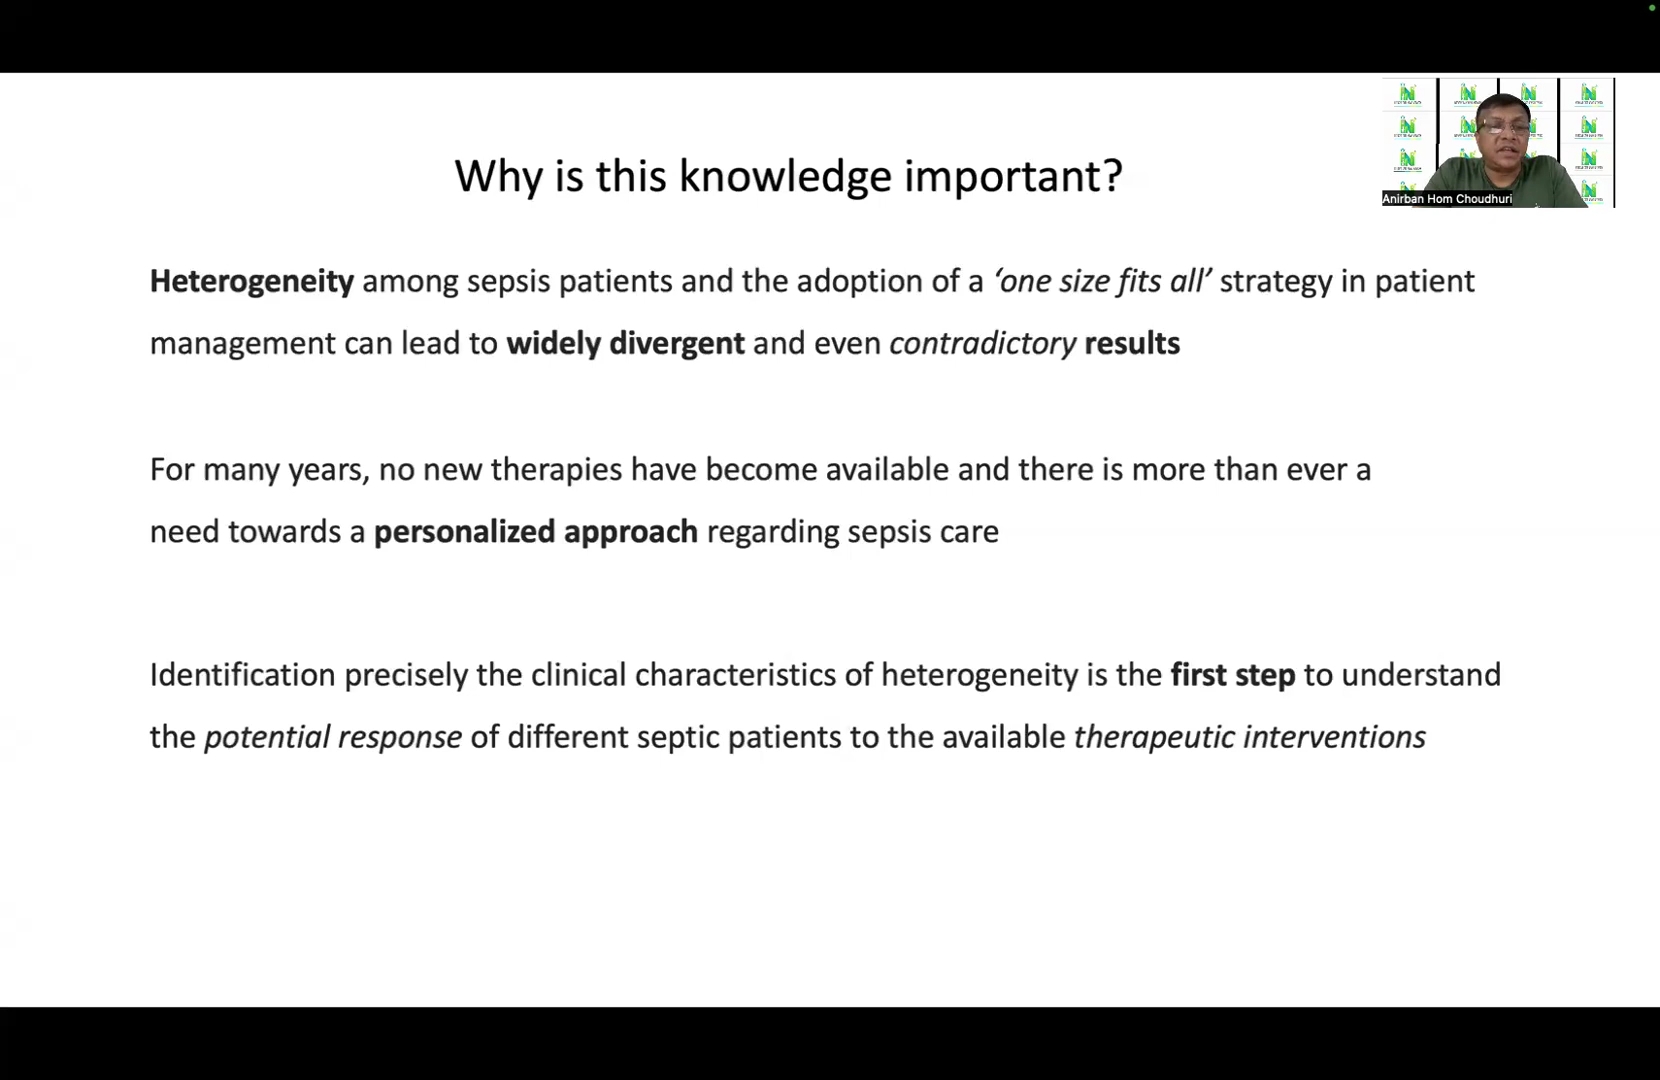 Why is this knowledge important?
Anirban Hom Choudhuri
Heterogeneity among sepsis patients and the adoption of a ‘one size fits all’ strategy in patient
management can lead to widely divergent and even contradictory results
For many years, no new therapies have become available and there is more than ever a
need towards a personalized approach regarding sepsis care
Identification precisely the clinical characteristics of heterogeneity is the first step to understand
the potential response of different septic patients to the available therapeutic interventions